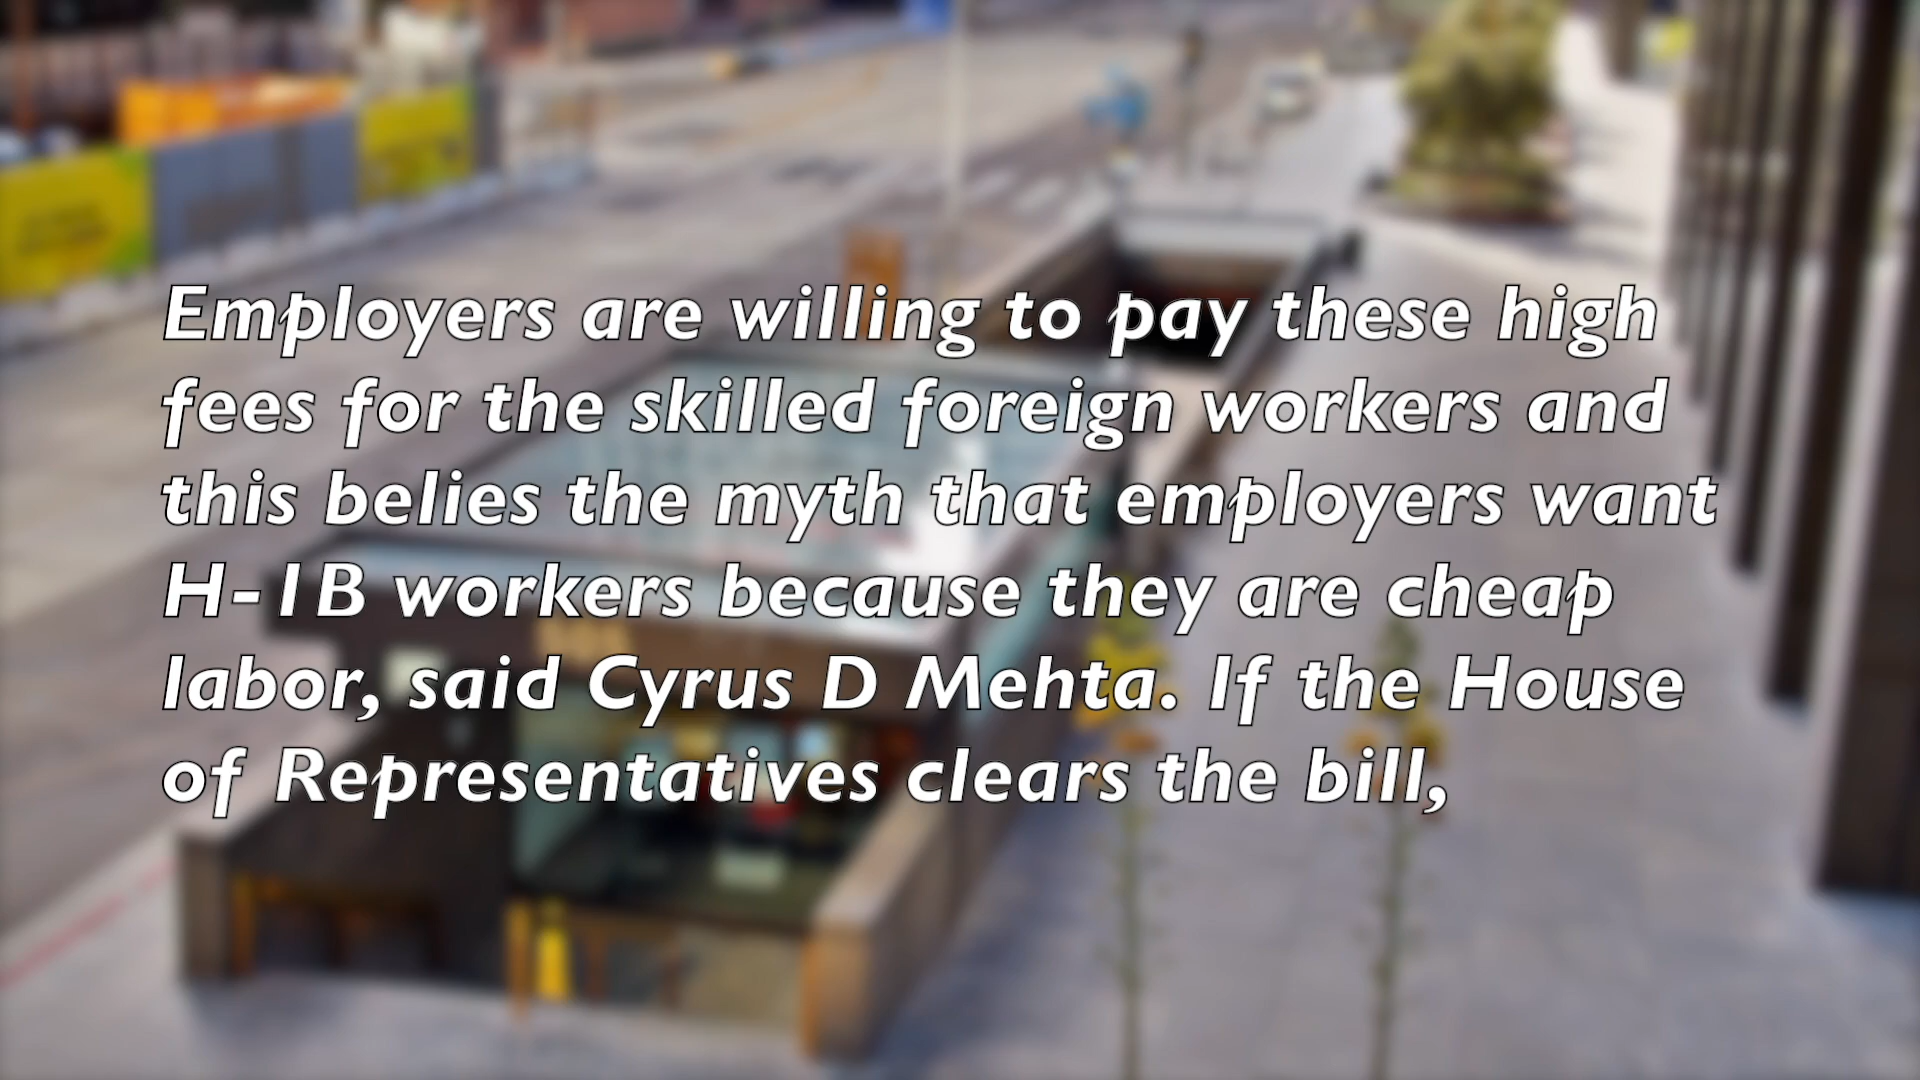 Employers are willing to pay these high
fees for the skilled foreign workers and
this belies the myth that employers want
H-1B workers because they are cheap
labor, said Cyrus D Mehta. If the House
of Representatives clears the bill,